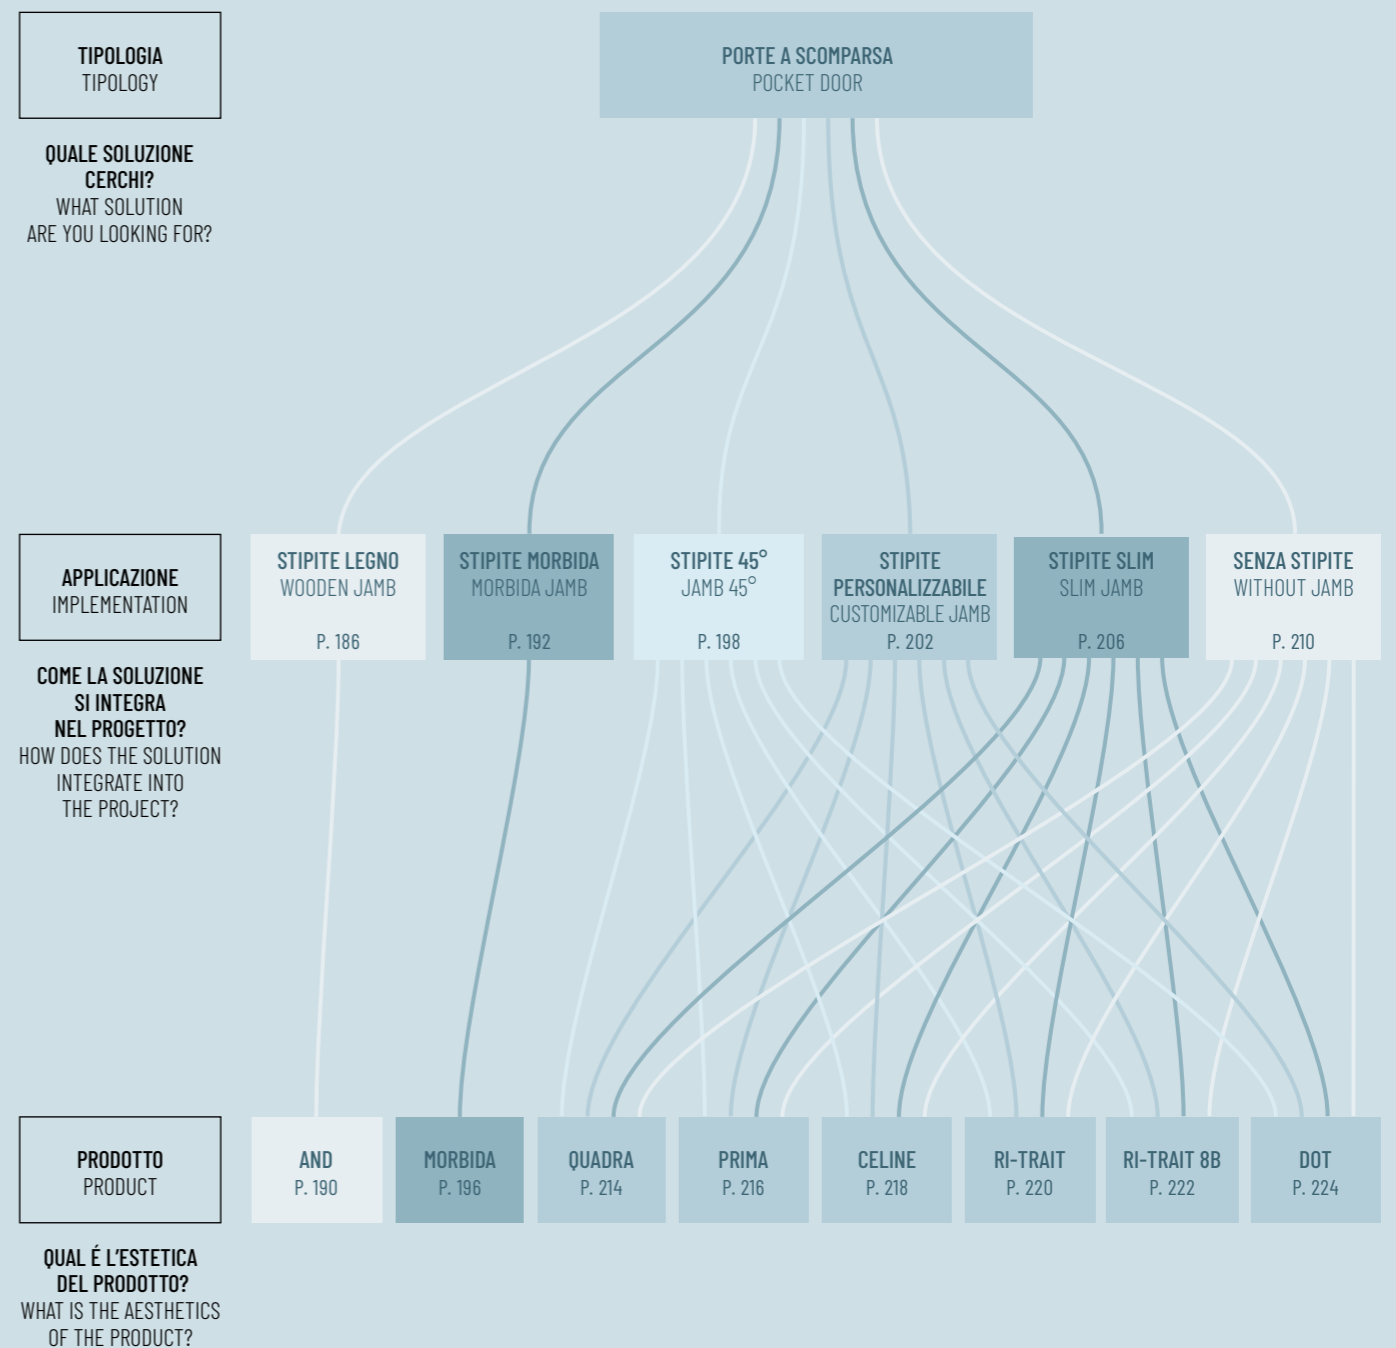 TIPOLOGIA
TIPOLOGY
PORTE A SCOMPARSA
POCKET DOOR
QUALE SOLUZIONE
CERCHI?
WHAT SOLUTION
ARE YOU LOOKING FOR?
APPLICAZIONE
IMPLEMENTATION
STIPITE LEGNO
WOODEN JAMB
P. 186
STIPITE MORBIDA
MORBIDA JAMB
P. 192
STIPITE 45°
JAMB 45°
P. 198
STIPITE
PERSONALIZZABILE
CUSTOMIZABLE JAMB
P. 202
STIPITE SLIM
SLIM JAMB
P. 206
SENZA STIPITE
WITHOUT JAMB
P. 210
COME LA SOLUZIONE
SI INTEGRA
NEL PROGETTO?
HOW DOES THE SOLUTION
INTEGRATE INTO
THE PROJECT?
PRODOTTO
PRODUCT
AND
P. 190
MORBIDA
P. 196
QUADRA
P. 214
PRIMA
P. 216
CELINE
P. 218
RI-TRAIT
P. 220
RI-TRAIT 8B
P. 222
DOT
P. 224
QUAL É L'ESTETICA
DEL PRODOTTO?
WHAT IS THE AESTHETICS
OF THE PRODUCT?